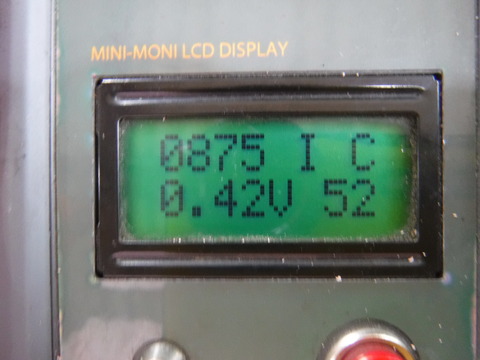 MINI-MONI LCD DISPLAY
0875 I C
0.42V 52